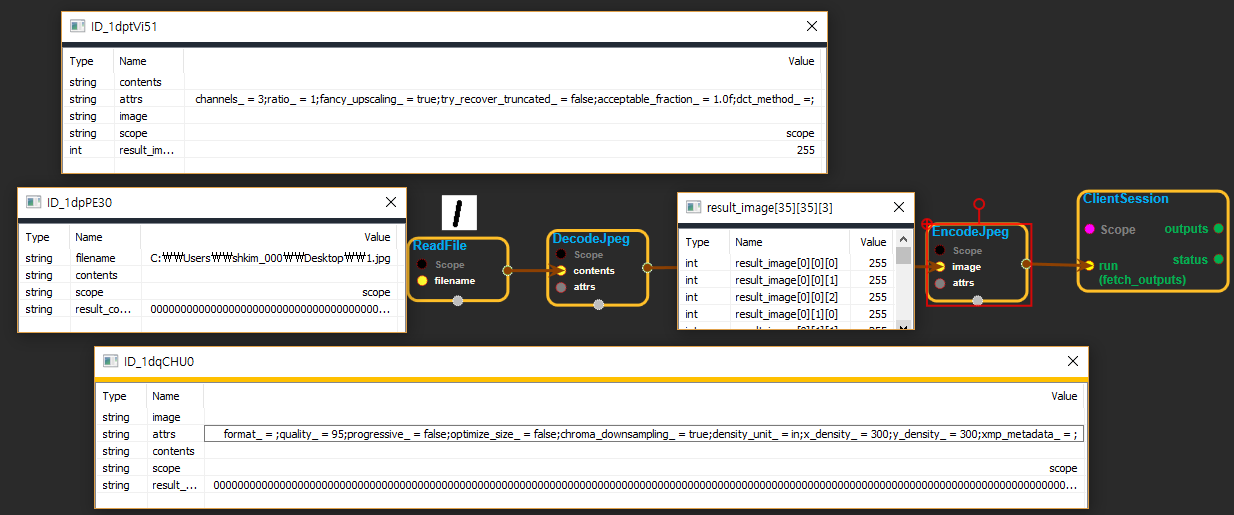 ID_1dptVi51
Type Name Value
string contents
string attrs channels_ = 3;ratio_ = 1;fancy_upscaling_ = true;try_recover_truncated_ = false;acceptable_fraction_ = 1.0f;dct_method_ =;
string image
string scope scope
int result_im... 255
ID_1dpPE30
Type Name Value
string filename C:₩₩Users₩₩shkim_000₩₩Desktop₩₩1.jpg
string contents
string scope scope
string result_co...
ReadFile
Scope
filename
DecodeJpeg
Scope
contents
attrs
result_image[35][35][3]
Type Name Value
int result_image[0][0][0] 255
int result_image[0][0][1] 255
int result_image[0][0][2] 255
int result_image[0][1][0] 255
int result_image[0][1][1] 255
EncodeJpeg
Scope
image
attrs
ClientSession
Scope outputs
status
run
(fetch_outputs)
ID_1dqCHU0
Type Name Value
string image
string attrs format_ = ;quality_ = 95;progressive_ = false;optimize_size_ = false;chroma_downsampling_ = true;density_unit_ = in;x_density_ = 300;y_density_ = 300;xmp_metadata_ = ;
string contents
string scope scope
string result_...